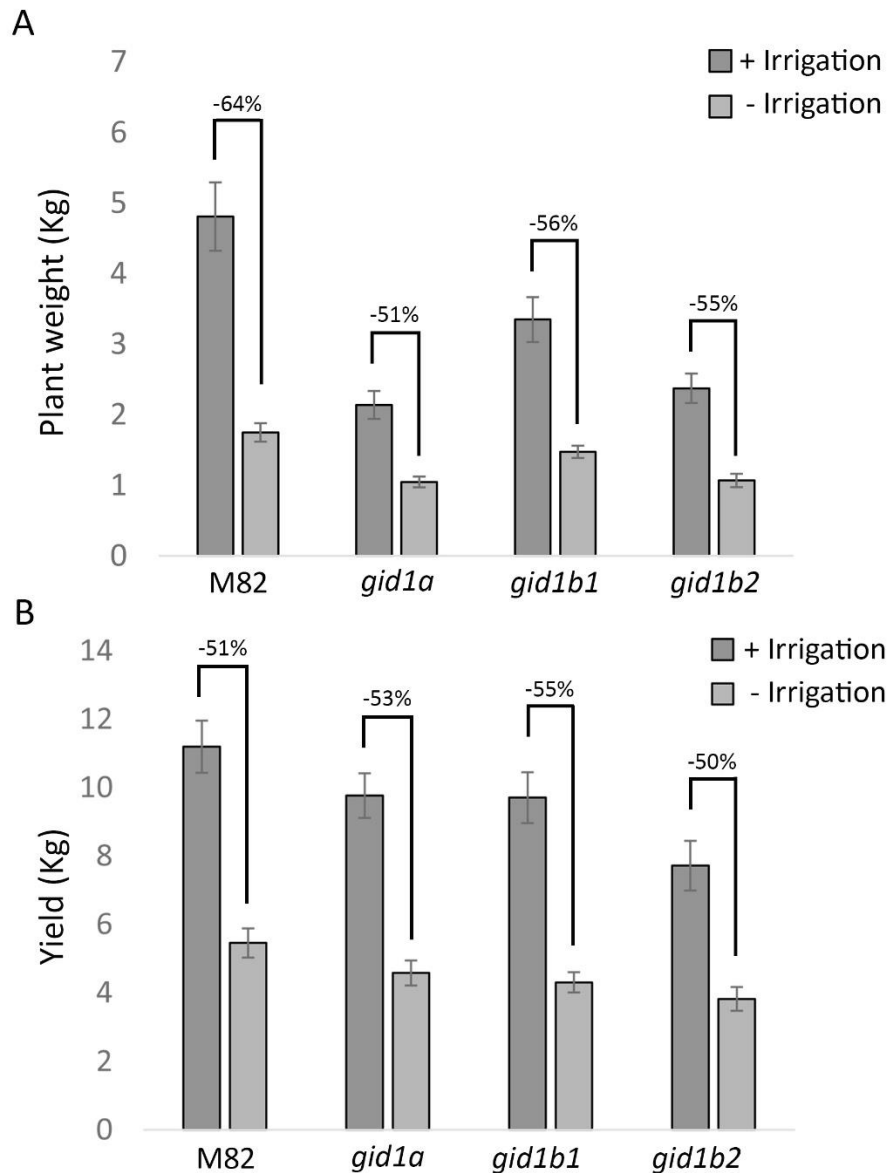 A
7
6
5
4
3
2
1
0
Plant weight (Kg)
+ Irrigation
- Irrigation
-64%
-51%
-56%
-55%
M82 gid1a gid1b1 gid1b2
B
14
12
10
8
6
4
2
0
Yield (Kg)
+ Irrigation
- Irrigation
-51%
-53%
-55%
-50%
M82 gid1a gid1b1 gid1b2